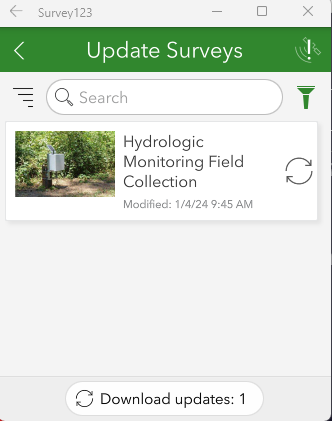 Survey123
Update Surveys
Search
Hydrologic
Monitoring Field
Collection
Modified: 1/4/24 9:45 AM
Download updates: 1